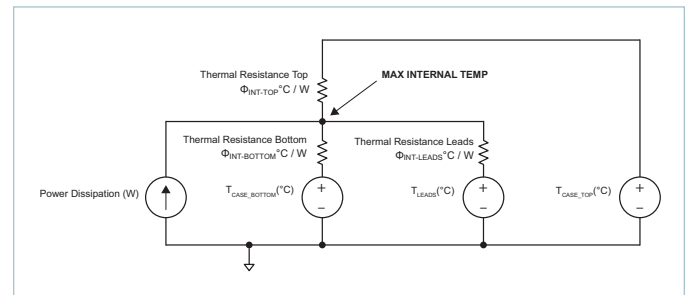 Thermal Resistance Top
MAX INTERNAL TEMP
ΦINT-TOP°C / W
Thermal Resistance Bottom
ΦINT-BOTTOM°C / W
Thermal Resistance Leads
ΦINT-LEADS°C / W
Power Dissipation (W)
TCASE_BOTTOM(°C)
+
–
TLEADS(°C)
+
–
TCASE_TOP(°C)
+
–